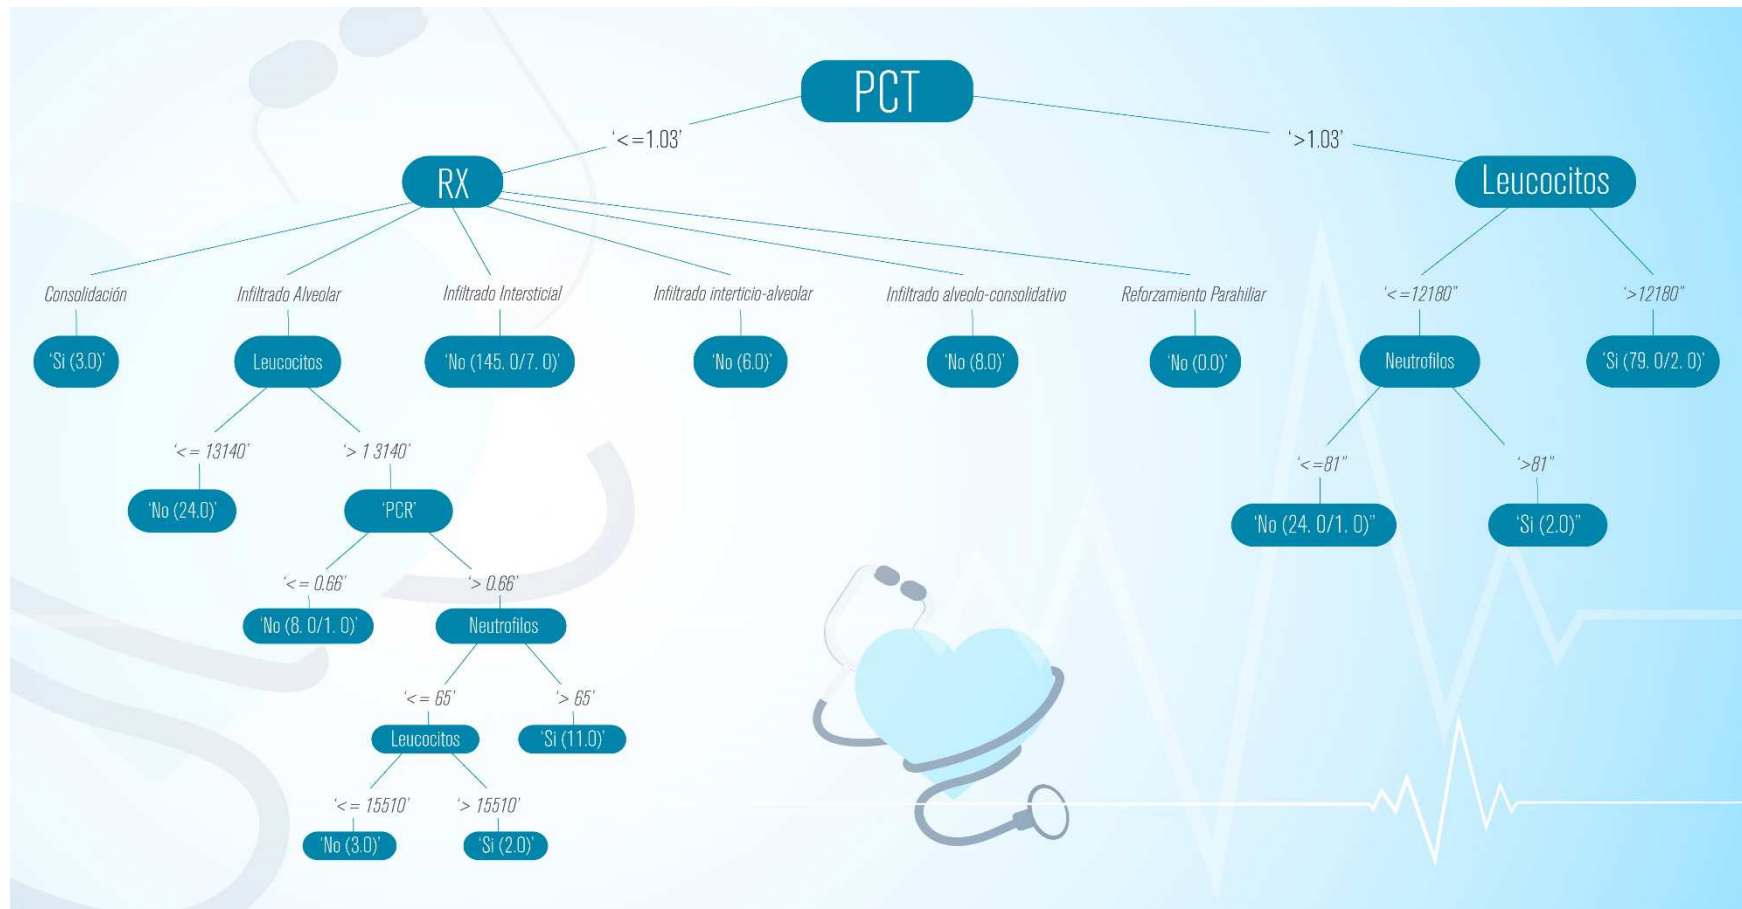 PCT
‘<=1.03’
‘>1.03’
RX
Leucocitos
Consolidación
Infiltrado Alveolar
Infiltrado Intersticial
Infiltrado interticio-alveolar
Infiltrado alveolo-consolidativo
Reforzamiento Parahiliar
‘<=12180”
‘>12180”
‘Si (3.0)’
Leucocitos
‘No (145. 0/7. 0)’
‘No (6.0)’
‘No (8.0)’
‘No (0.0)’
Neutrofilos
‘Si (79. 0/2. 0)’
‘<= 13140’
‘> 1 3140’
‘<=81”
‘>81”
‘No (24.0)’
‘PCR’
‘No (24. 0/1. 0)”
‘Si (2.0)”
‘<= 0.66’
‘> 0.66’
‘No (8. 0/1. 0)’
Neutrofilos
‘<= 65’
‘> 65’
Leucocitos
‘Si (11.0)’
‘<= 15510’
‘> 15510’
‘No (3.0)’
‘Si (2.0)’